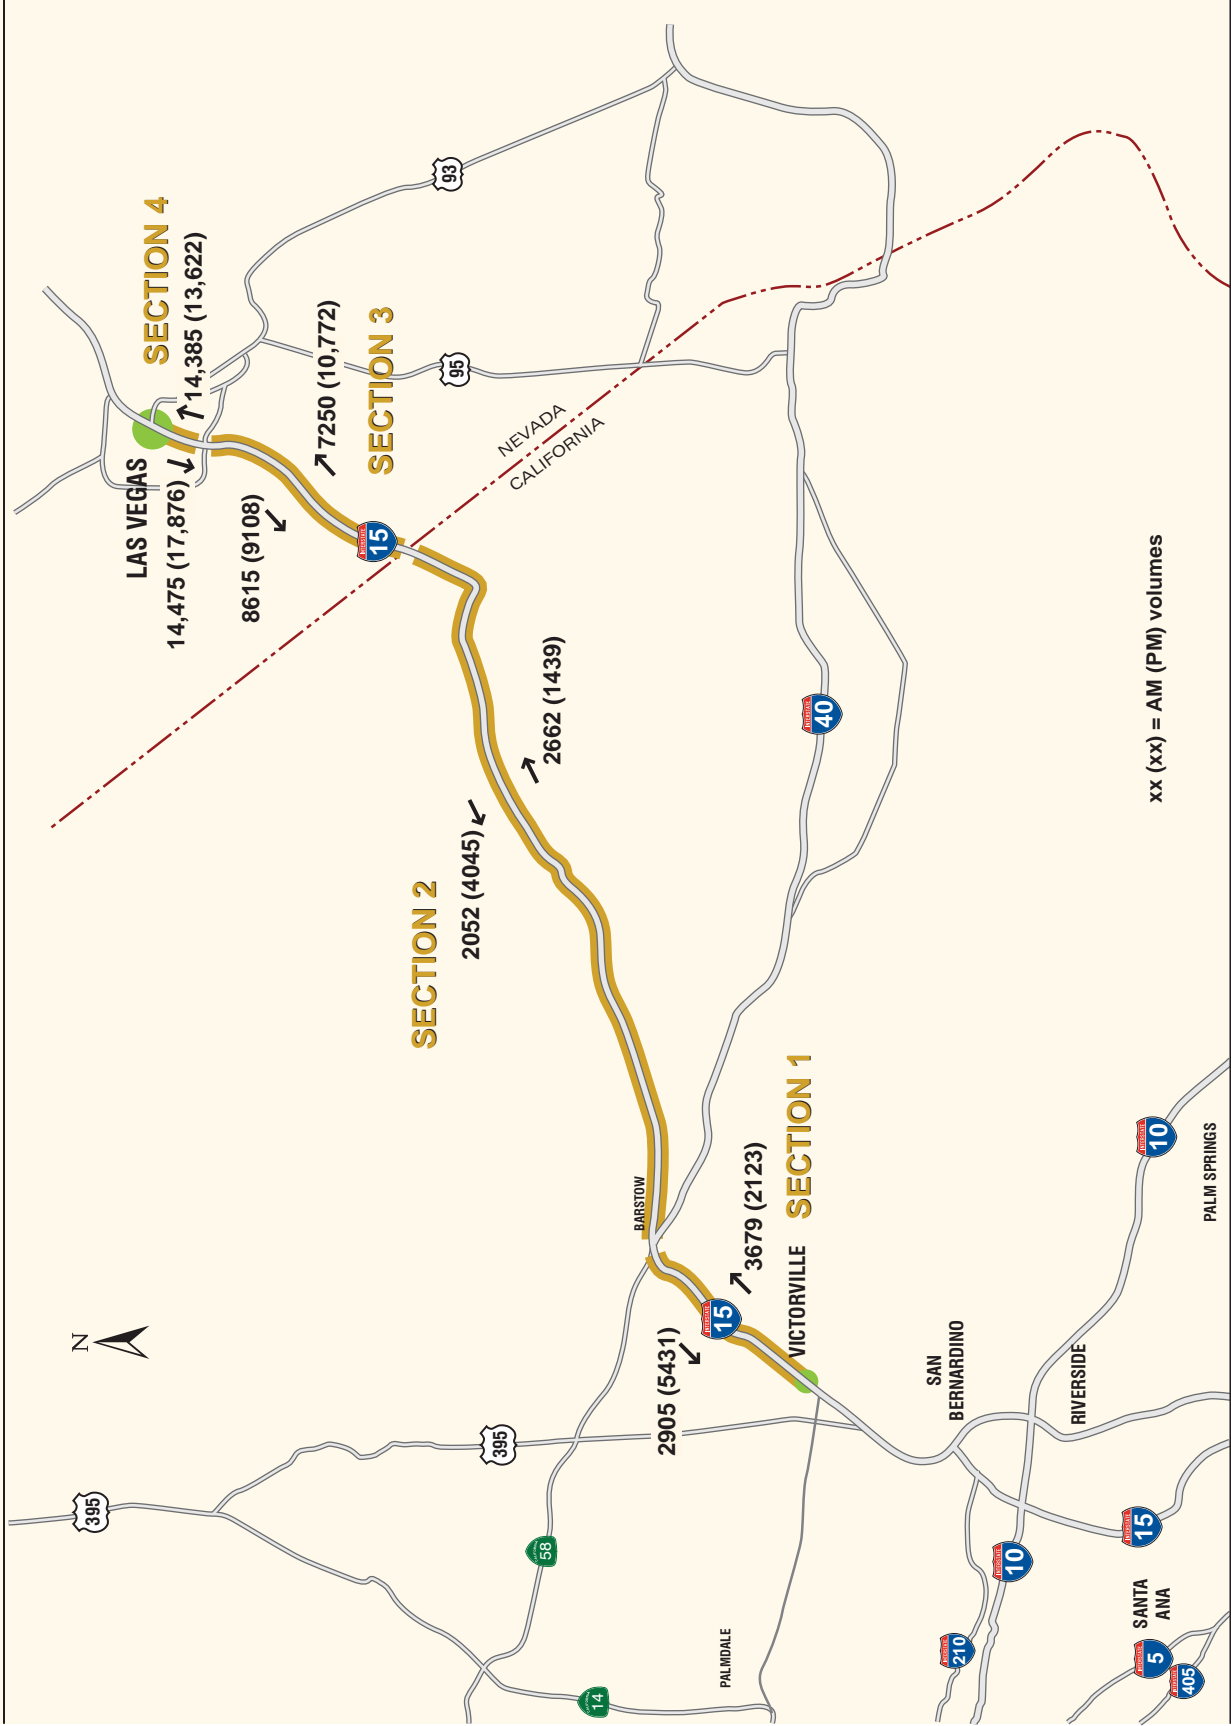 N
395
LAS VEGAS
SECTION 4
14,475 (17,876)
14,385 (13,622)
8615 (9108)
7250 (10,772)
15
SECTION 3
SECTION 2
93
95
2052 (4045)
395
NEVADA
CALIFORNIA
58
2662 (1439)
14
BARSTOW
2905 (5431)
15
PALMDALE
3679 (2123)
VICTORVILLE
SECTION 1
40
SAN
BERNARDINO
210
10
RIVERSIDE
15
SANTA
ANA
5
10
xx (xx) = AM (PM) volumes
405
PALM SPRINGS